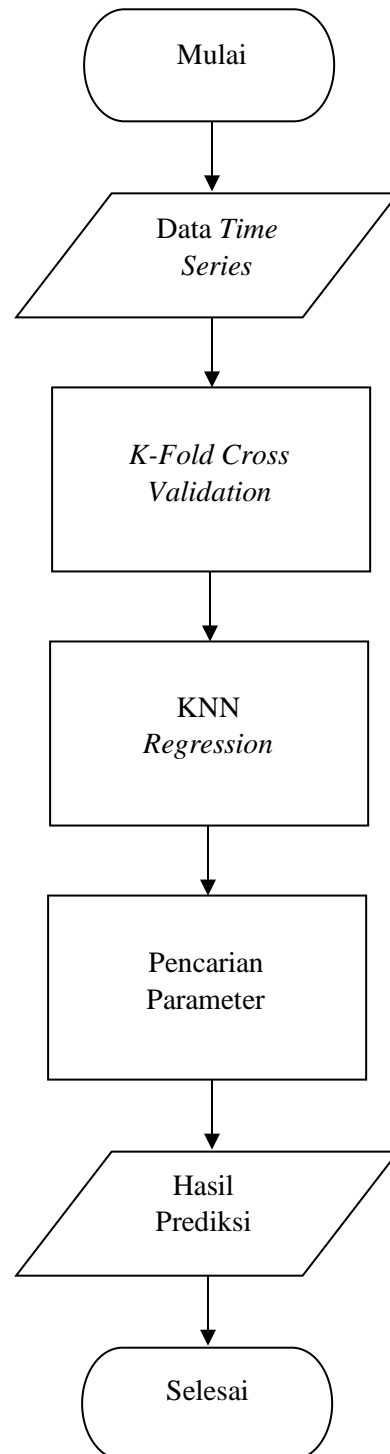 Mulai
Data Time
Series
K-Fold Cross
Validation
KNN
Regression
Pencarian
Parameter
Hasil
Prediksi
Selesai